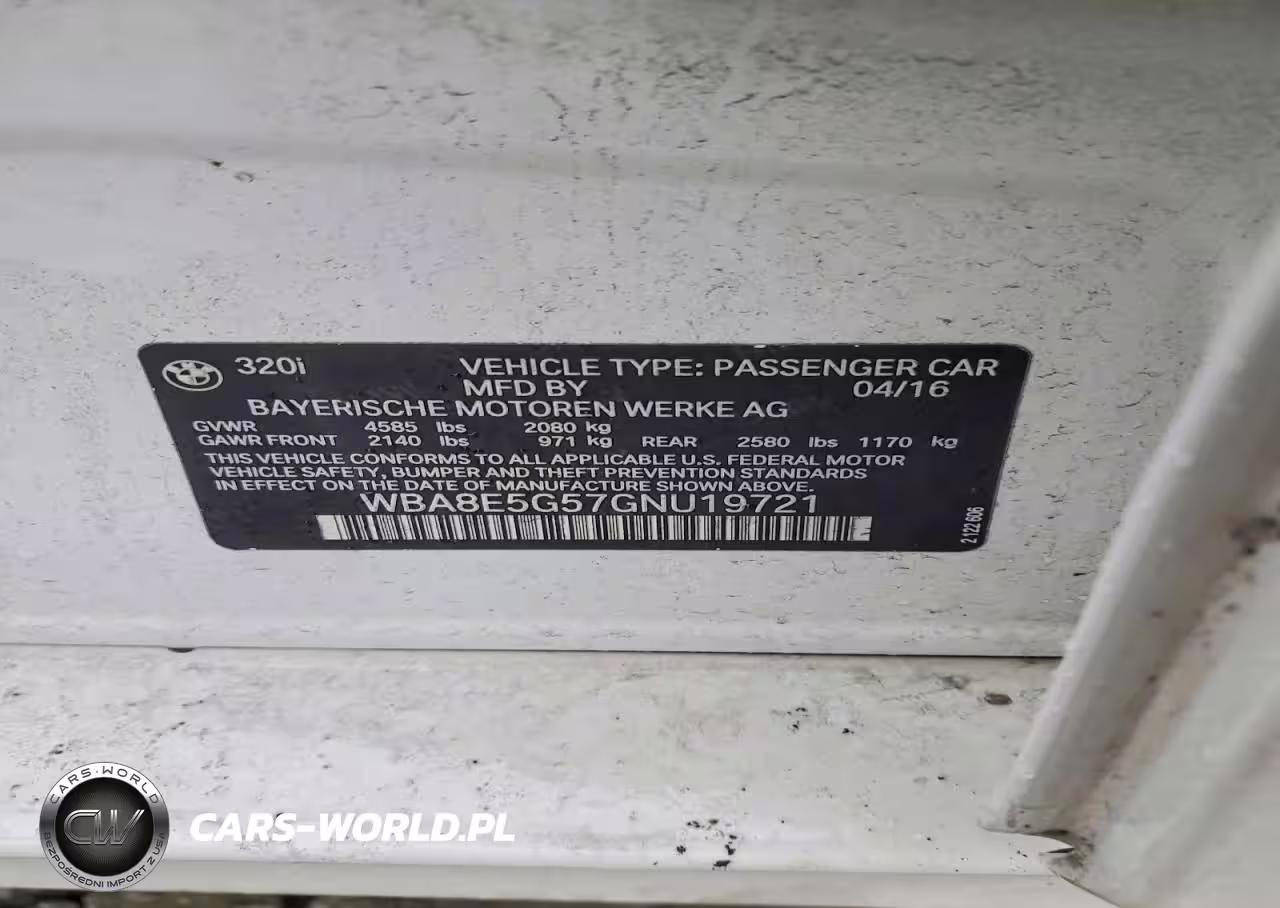 320i VEHICLE TYPE: PASSENGER CAR
MFD BY 04/16
BAYERISCHE MOTOREN WERKE AG
GVWR 4585 lbs 2080 kg
GAWR FRONT 2140 lbs 971 kg REAR 2580 lbs 1170 kg
THIS VEHICLE CONFORMS TO ALL APPLICABLE U.S. FEDERAL MOTOR
VEHICLE SAFETY, BUMPER AND THEFT PREVENTION STANDARDS
IN EFFECT ON THE DATE OF MANUFACTURE SHOWN ABOVE.
WBA8E5G57GNU19721
2 122 606
CARS-WORLD
CW
BEZPOŚREDNI IMPORT Z USA
CARS-WORLD.PL